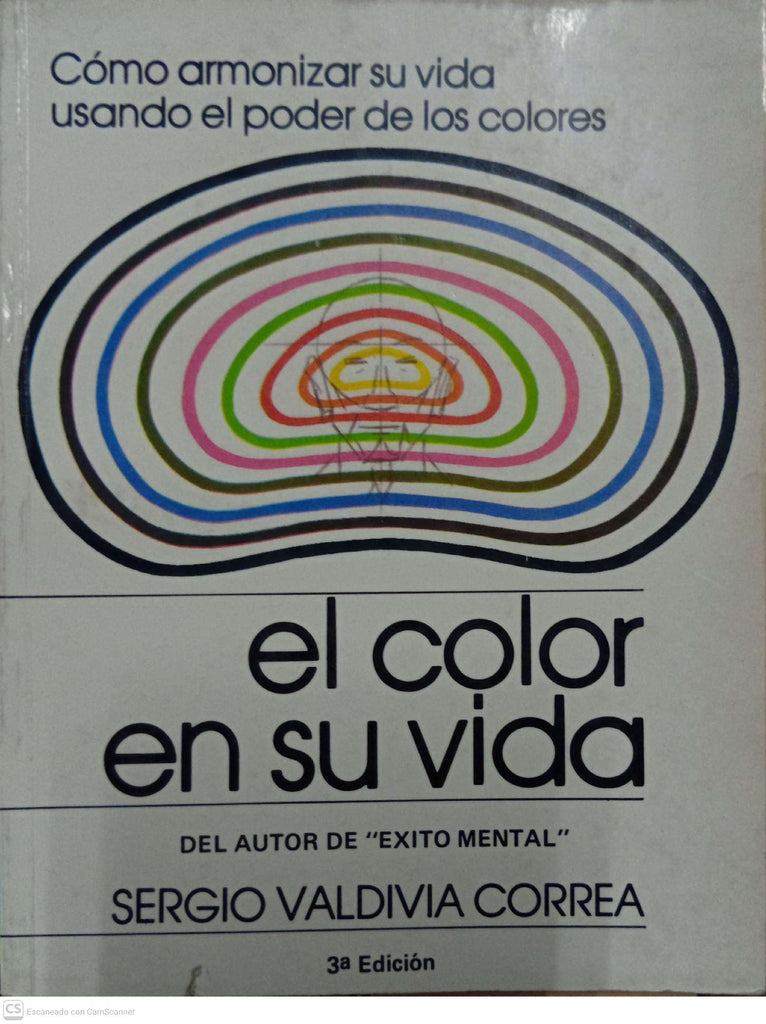 Cómo armonizar su vida
usando el poder de los colores
el color
en su vida
DEL AUTOR DE "EXITO MENTAL"
SERGIO VALDIVIA CORREA
3ª Edición
CS Escaneado con CamScanner